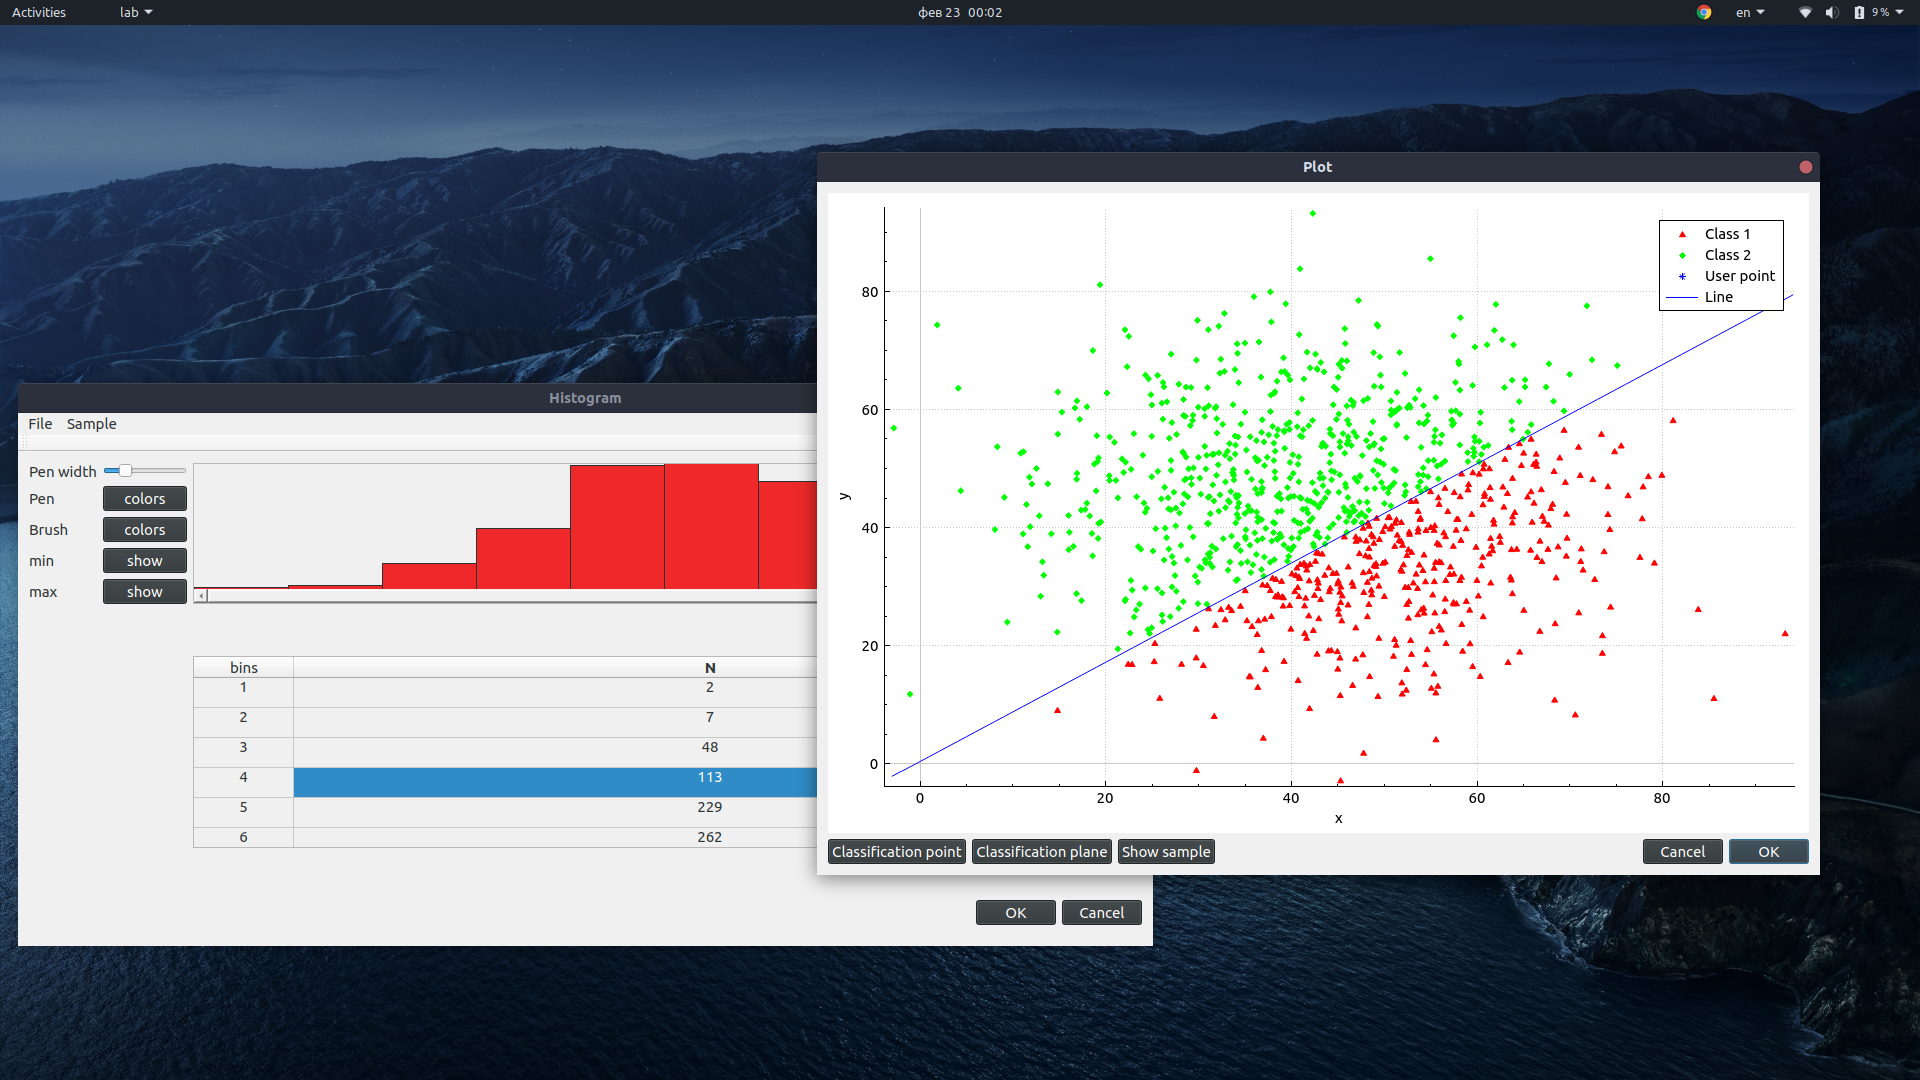 Activities lab фев 23 00:02 en 9 %
Plot
Class 1
Class 2
User point
Line
80
60
40
20
0
y
0 20 40 60 80
x
Classification point Classification plane Show sample Cancel OK
Histogram
File Sample
Pen width
Pen colors
Brush colors
min show
max show
bins N
1 2
2 7
3 48
4 113
5 229
6 262
OK Cancel